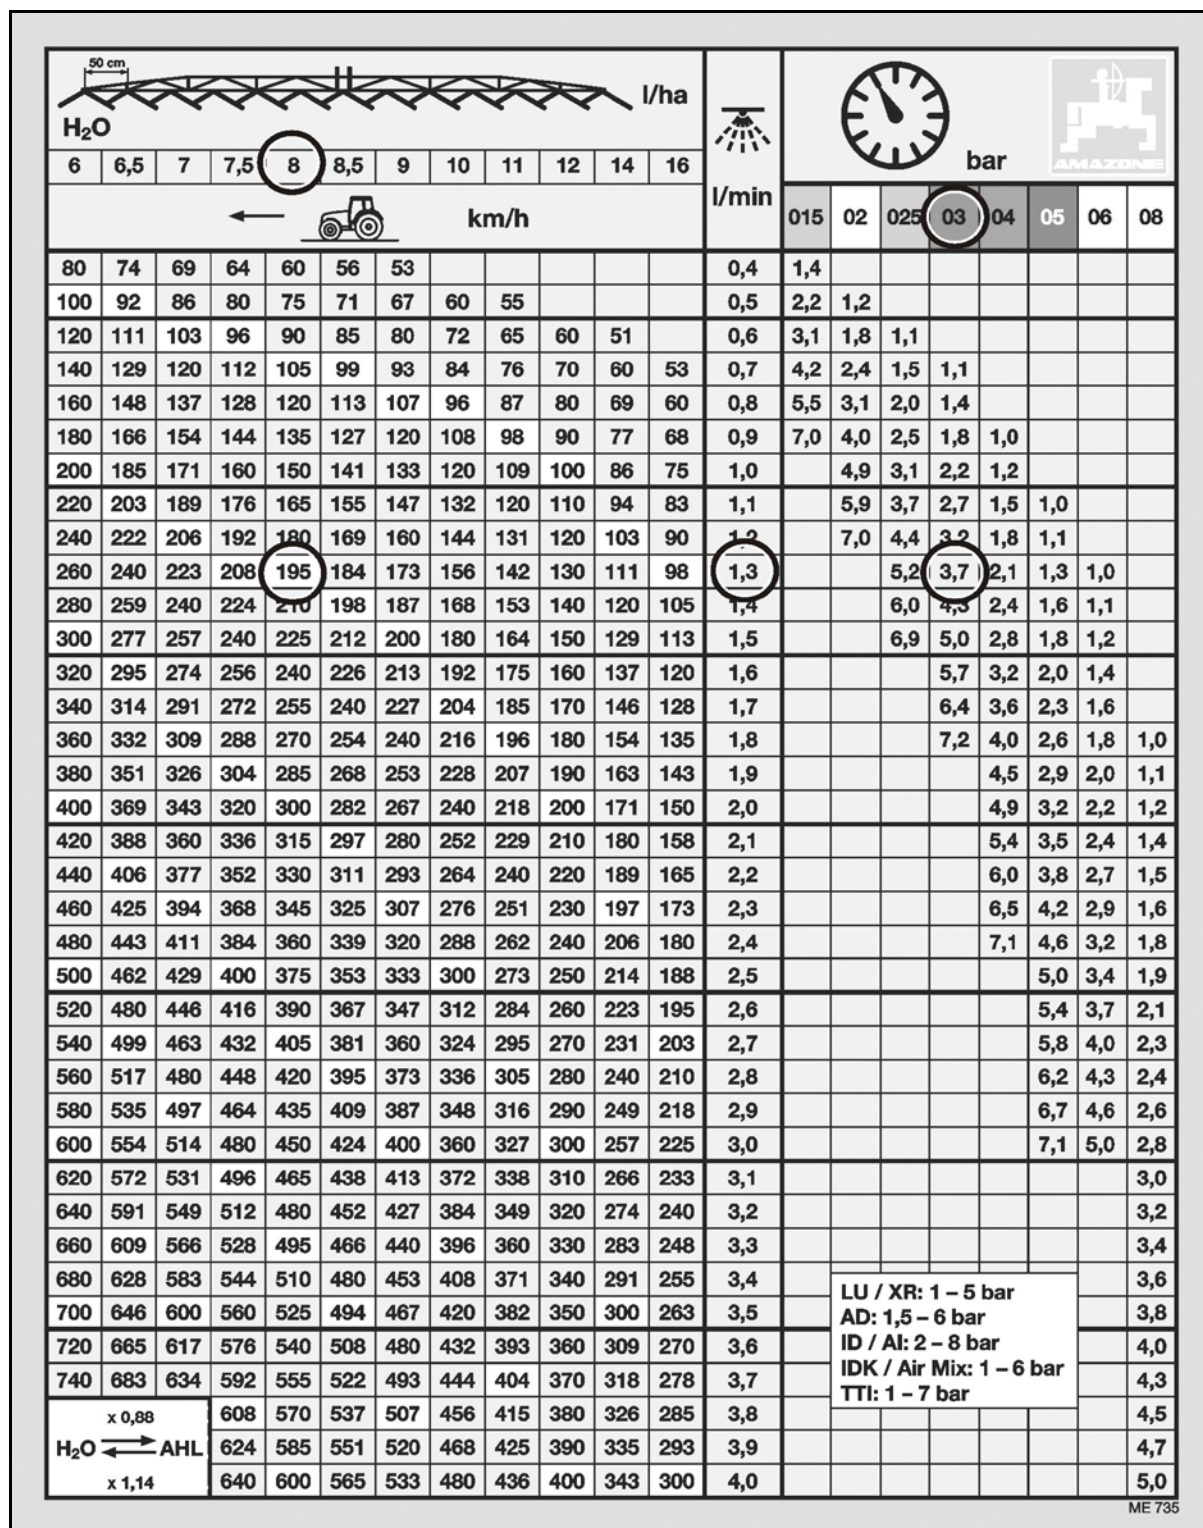 50 cm
l/ha
H₂O
bar
AMAZONE
6 6,5 7 7,5 8 8,5 9 10 11 12 14 16
l/min
km/h
015 02 025 03 04 05 06 08
80 74 69 64 60 56 53 0,4 1,4
100 92 86 80 75 71 67 60 55 0,5 2,2 1,2
120 111 103 96 90 85 80 72 65 60 51 0,6 3,1 1,8 1,1
140 129 120 112 105 99 93 84 76 70 60 53 0,7 4,2 2,4 1,5 1,1
160 148 137 128 120 113 107 96 87 80 69 60 0,8 5,5 3,1 2,0 1,4
180 166 154 144 135 127 120 108 98 90 77 68 0,9 7,0 4,0 2,5 1,8 1,0
200 185 171 160 150 141 133 120 109 100 86 75 1,0 4,9 3,1 2,2 1,2
220 203 189 176 165 155 147 132 120 110 94 83 1,1 5,9 3,7 2,7 1,5 1,0
240 222 206 192 180 169 160 144 131 120 103 90 1,2 7,0 4,4 3,2 1,8 1,1
260 240 223 208 195 184 173 156 142 130 111 98 1,3 5,2 3,7 2,1 1,3 1,0
280 259 240 224 210 198 187 168 153 140 120 105 1,4 6,0 4,3 2,4 1,6 1,1
300 277 257 240 225 212 200 180 164 150 129 113 1,5 6,9 5,0 2,8 1,8 1,2
320 295 274 256 240 226 213 192 175 160 137 120 1,6 5,7 3,2 2,0 1,4
340 314 291 272 255 240 227 204 185 170 146 128 1,7 6,4 3,6 2,3 1,6
360 332 309 288 270 254 240 216 196 180 154 135 1,8 7,2 4,0 2,6 1,8 1,0
380 351 326 304 285 268 253 228 207 190 163 143 1,9 4,5 2,9 2,0 1,1
400 369 343 320 300 282 267 240 218 200 171 150 2,0 4,9 3,2 2,2 1,2
420 388 360 336 315 297 280 252 229 210 180 158 2,1 5,4 3,5 2,4 1,4
440 406 377 352 330 311 293 264 240 220 189 165 2,2 6,0 3,8 2,7 1,5
460 425 394 368 345 325 307 276 251 230 197 173 2,3 6,5 4,2 2,9 1,6
480 443 411 384 360 339 320 288 262 240 206 180 2,4 7,1 4,6 3,2 1,8
500 462 429 400 375 353 333 300 273 250 214 188 2,5 5,0 3,4 1,9
520 480 446 416 390 367 347 312 284 260 223 195 2,6 5,4 3,7 2,1
540 499 463 432 405 381 360 324 295 270 231 203 2,7 5,8 4,0 2,3
560 517 480 448 420 395 373 336 305 280 240 210 2,8 6,2 4,3 2,4
580 535 497 464 435 409 387 348 316 290 249 218 2,9 6,7 4,6 2,6
600 554 514 480 450 424 400 360 327 300 257 225 3,0 7,1 5,0 2,8
620 572 531 496 465 438 413 372 338 310 266 233 3,1 3,0
640 591 549 512 480 452 427 384 349 320 274 240 3,2 3,2
660 609 566 528 495 466 440 396 360 330 283 248 3,3 3,4
680 628 583 544 510 480 453 408 371 340 291 255 3,4 3,6
700 646 600 560 525 494 467 420 382 350 300 263 3,5 3,8
720 665 617 576 540 508 480 432 393 360 309 270 3,6 4,0
740 683 634 592 555 522 493 444 404 370 318 278 3,7 4,3
LU / XR: 1 – 5 bar
AD: 1,5 – 6 bar
ID / AI: 2 – 8 bar
IDK / Air Mix: 1 – 6 bar
TTI: 1 – 7 bar
x 0,88
608 570 537 507 456 415 380 326 285 3,8 4,5
H₂O AHL 624 585 551 520 468 425 390 335 293 3,9 4,7
x 1,14
640 600 565 533 480 436 400 343 300 4,0 5,0
ME 735